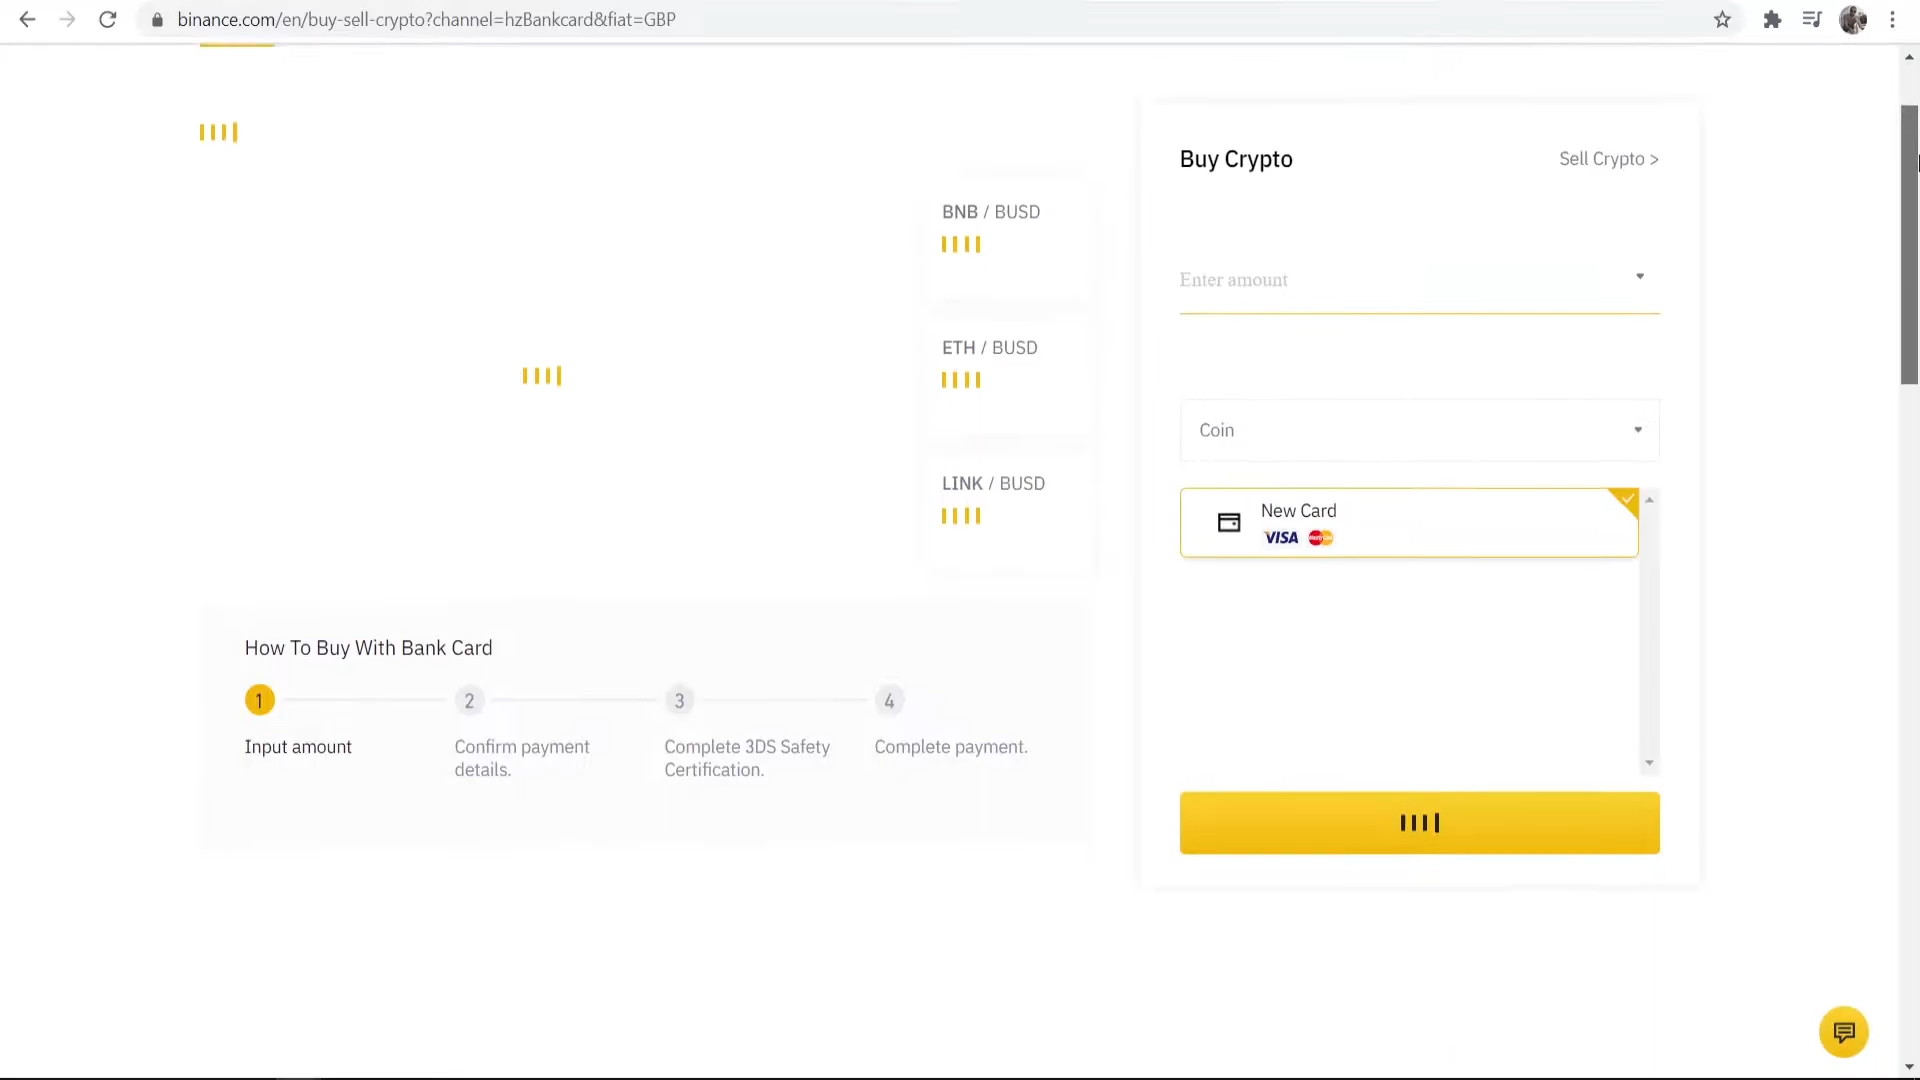 binance.com/en/buy-sell-crypto?channel=hzBankcard&fiat=GBP
Buy Crypto
Sell Crypto >
BNB / BUSD
Enter amount
ETH / BUSD
Coin
LINK / BUSD
New Card
VISA
How To Buy With Bank Card
1
2
3
4
Input amount
Confirm payment
details.
Complete 3DS Safety
Certification.
Complete payment.